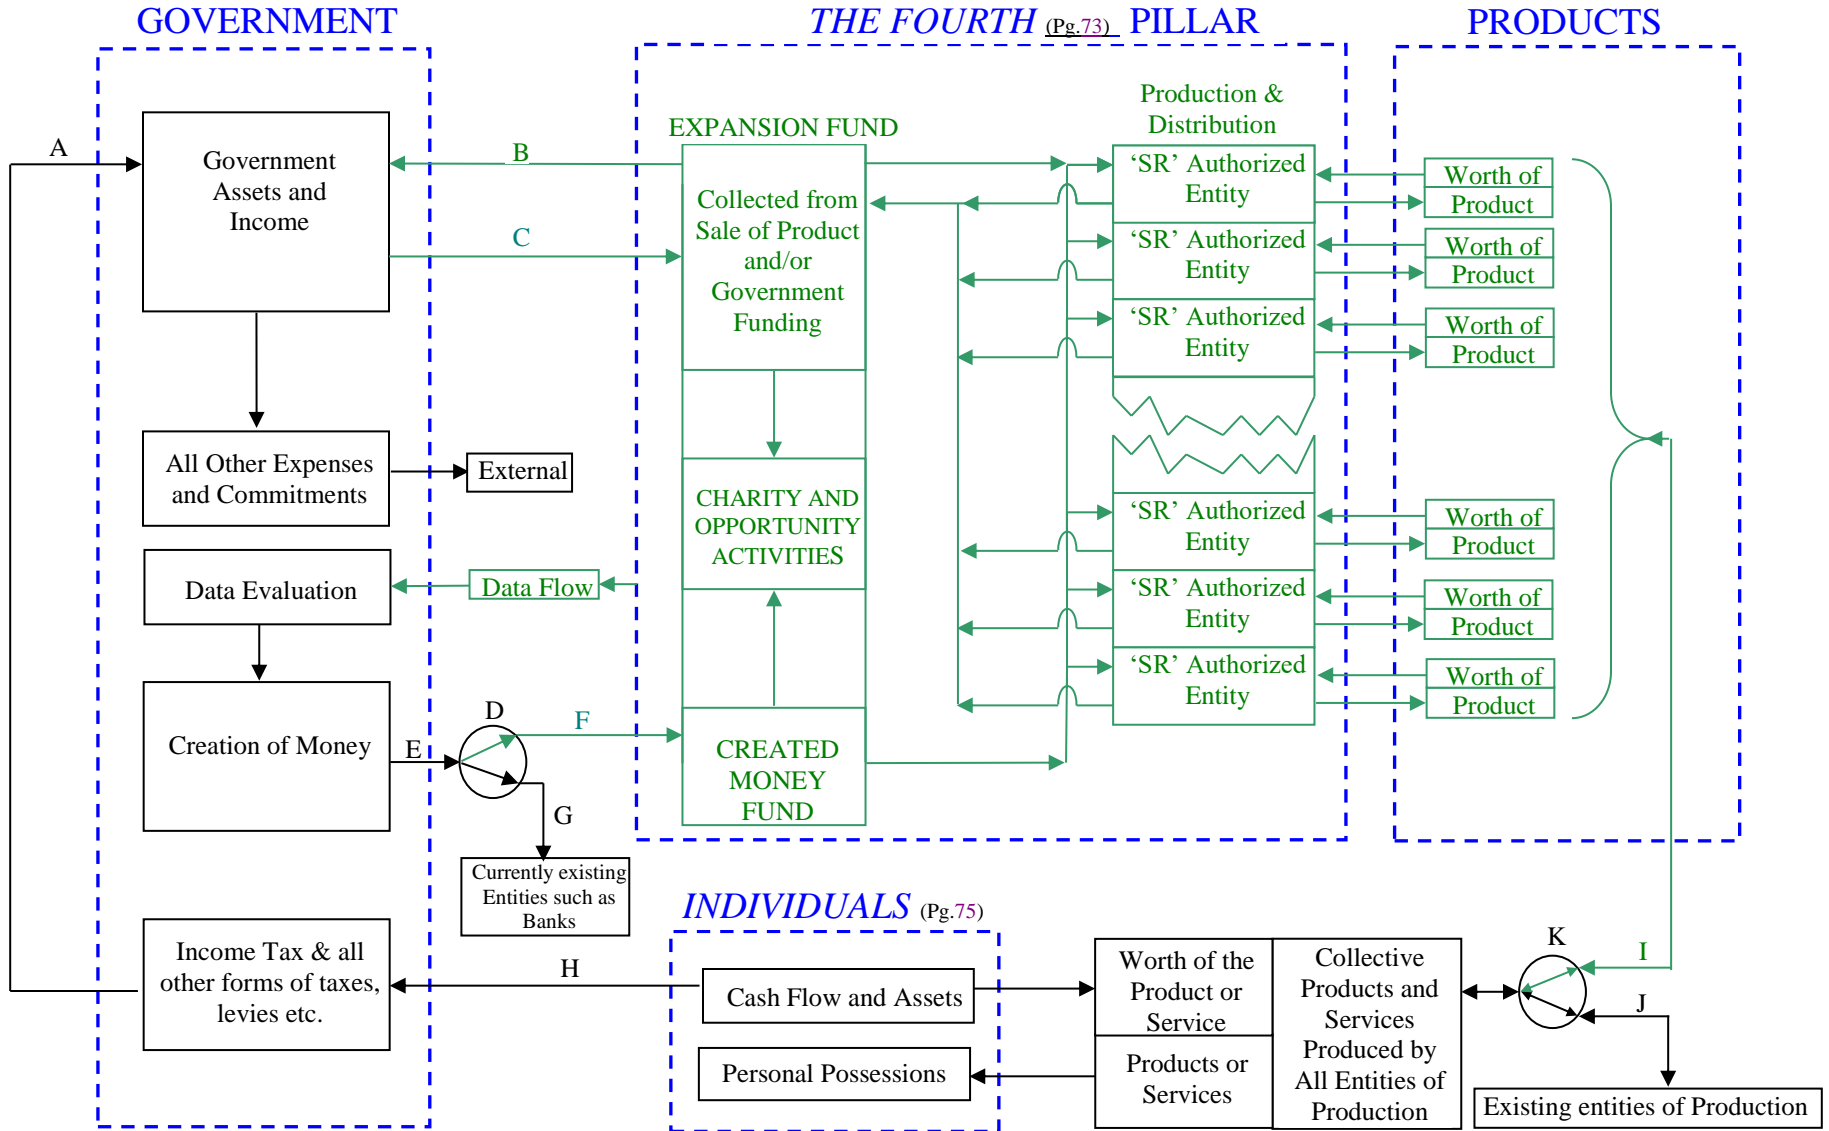 GOVERNMENT
THE FOURTH (Pg.73) PILLAR
PRODUCTS
A
Government
Assets and
Income
B
C
All Other Expenses
and Commitments
External
Data Evaluation
Data Flow
Creation of Money
E
D
F
G
Currently existing
Entities such as
Banks
Income Tax & all
other forms of taxes,
levies etc.
H
EXPANSION FUND
Collected from
Sale of Product
and/or
Government
Funding
CHARITY AND
OPPORTUNITY
ACTIVITIES
CREATED
MONEY
FUND
Production &
Distribution
‘SR’ Authorized
Entity
‘SR’ Authorized
Entity
‘SR’ Authorized
Entity
‘SR’ Authorized
Entity
‘SR’ Authorized
Entity
‘SR’ Authorized
Entity
Worth of
Product
Worth of
Product
Worth of
Product
Worth of
Product
Worth of
Product
Worth of
Product
INDIVIDUALS (Pg.75)
Cash Flow and Assets
Personal Possessions
Worth of the
Product or
Service
Products or
Services
Collective
Products and
Services
Produced by
All Entities of
Production
K
I
J
Existing entities of Production